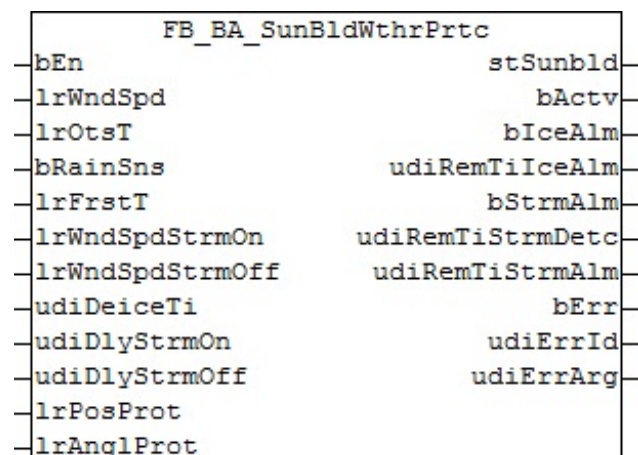 FB_BA_SunBldWthrPrtc
bEn stSunbld
lrWndSpd bActv
lrOtsT bIceAlm
bRainSns udiRemTiIceAlm
lrFrstT bStrmAlm
lrWndSpdStrmOn udiRemTiStrmDetc
lrWndSpdStrmOff udiRemTiStrmAlm
udiDeiceTi bErr
udiDlyStrmOn udiErrId
udiDlyStrmOff udiErrArg
lrPosProt
lrAnglProt